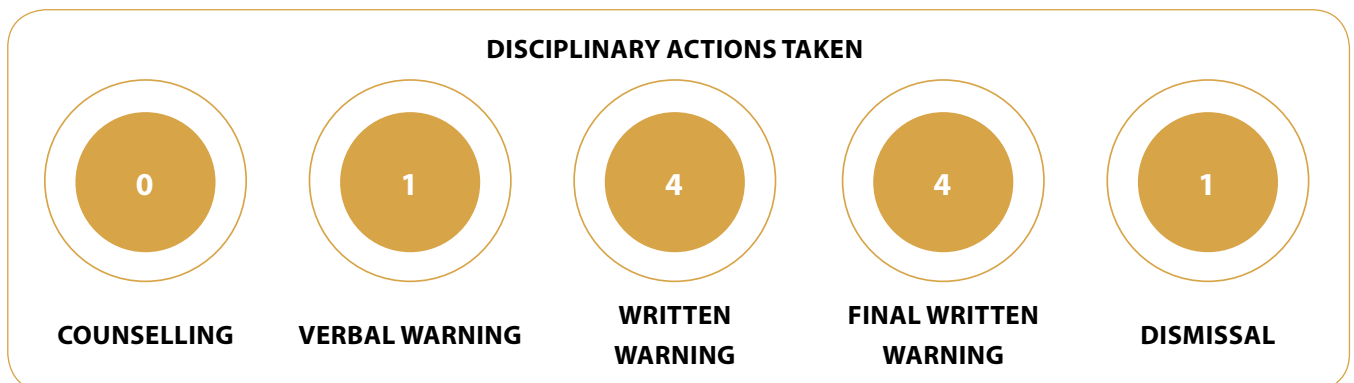 DISCIPLINARY ACTIONS TAKEN
0
1
4
4
1
COUNSELLING
VERBAL WARNING
WRITTEN
WARNING
FINAL WRITTEN
WARNING
DISMISSAL